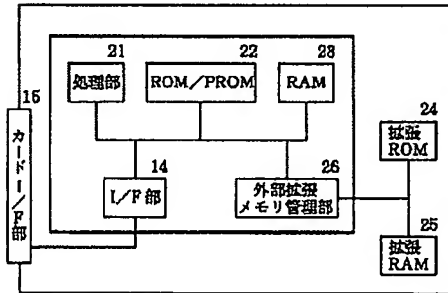 21
22
23
処理部
ROM/PROM
RAM
15
カードI/F部
24
拡張
ROM
14
26
I/F部
外部拡張
メモリ管理部
25
拡張
RAM